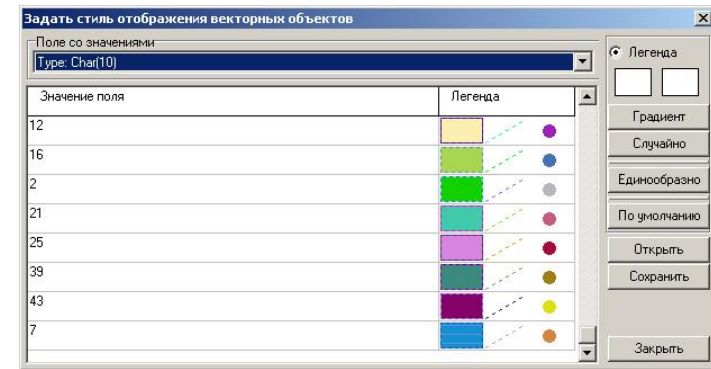 Задать стиль отображения векторных объектов
Поле со значениями
Type: Char(10)
Значение поля
Легенда
12
16
2
21
25
39
43
7
Легенда
Градиент
Случайно
Единообразно
По умолчанию
Открыть
Сохранить
Закрыть